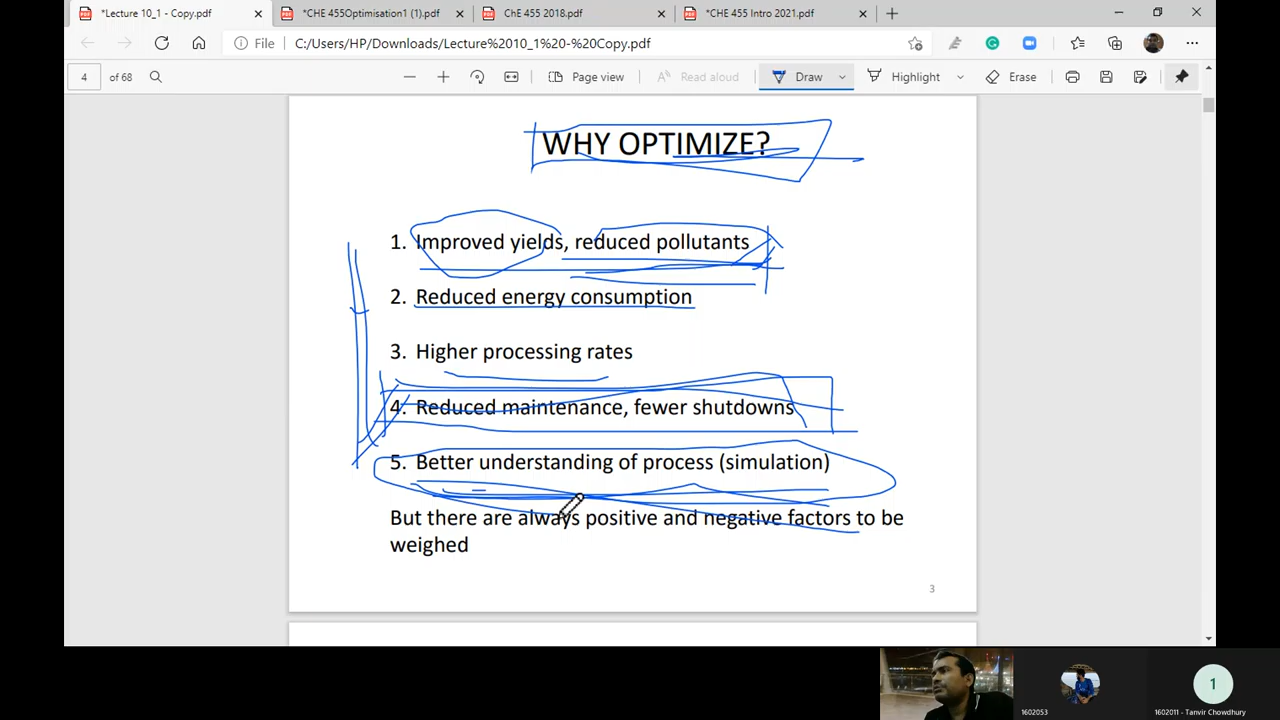 *Lecture 10_1 - Copy.pdf
*CHE 455Optimisation1 (1).pdf
ChE 455 2018.pdf
*CHE 455 Intro 2021.pdf
File
C:/Users/HP/Downloads/Lecture%2010_1%20-%20Copy.pdf
4 of 68
Page view
Read aloud
Draw
Highlight
Erase
WHY OPTIMIZE?
1. Improved yields, reduced pollutants
2. Reduced energy consumption
3. Higher processing rates
4. Reduced maintenance, fewer shutdowns
5. Better understanding of process (simulation)
But there are always positive and negative factors to be
weighed
3
1
1602053
1602011 - Tanvir Chowdhury